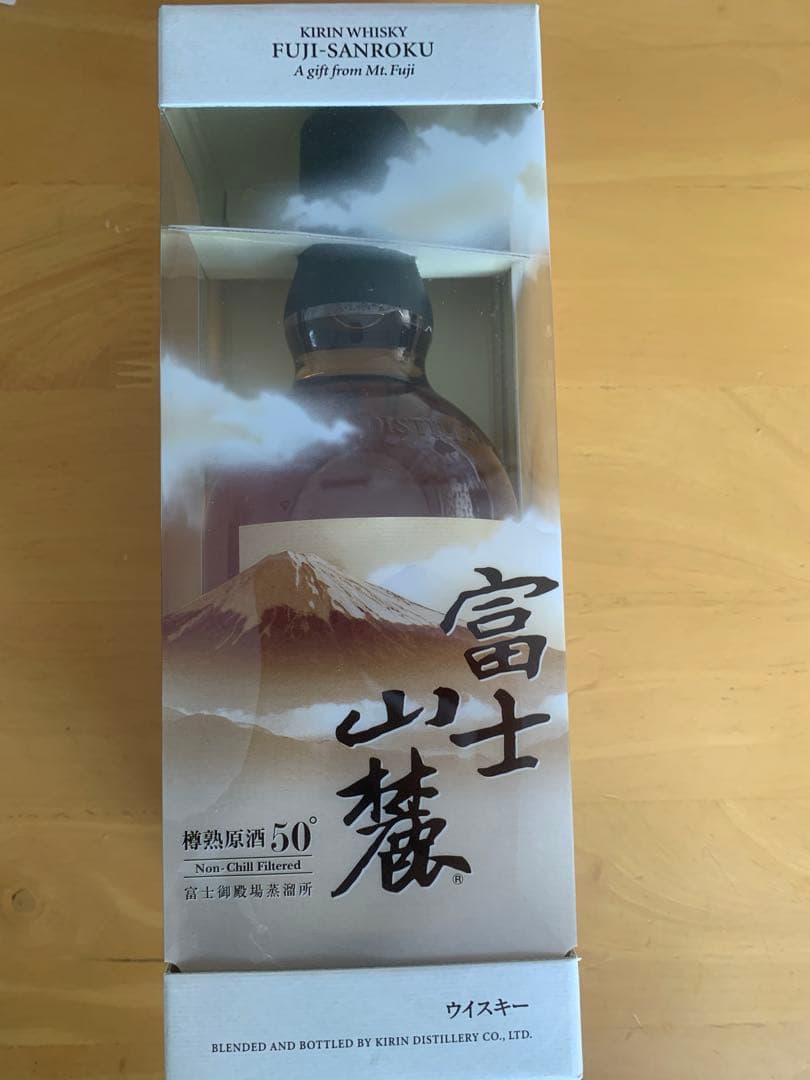 KIRIN WHISKY
FUJI-SANROKU
A gift from Mt. Fuji
富士
山麓
®
樽熟原酒 50°
Non-Chill Filtered
富士御殿場蒸溜所
ウイスキー
BLENDED AND BOTTLED BY KIRIN DISTILLERY CO., LTD.